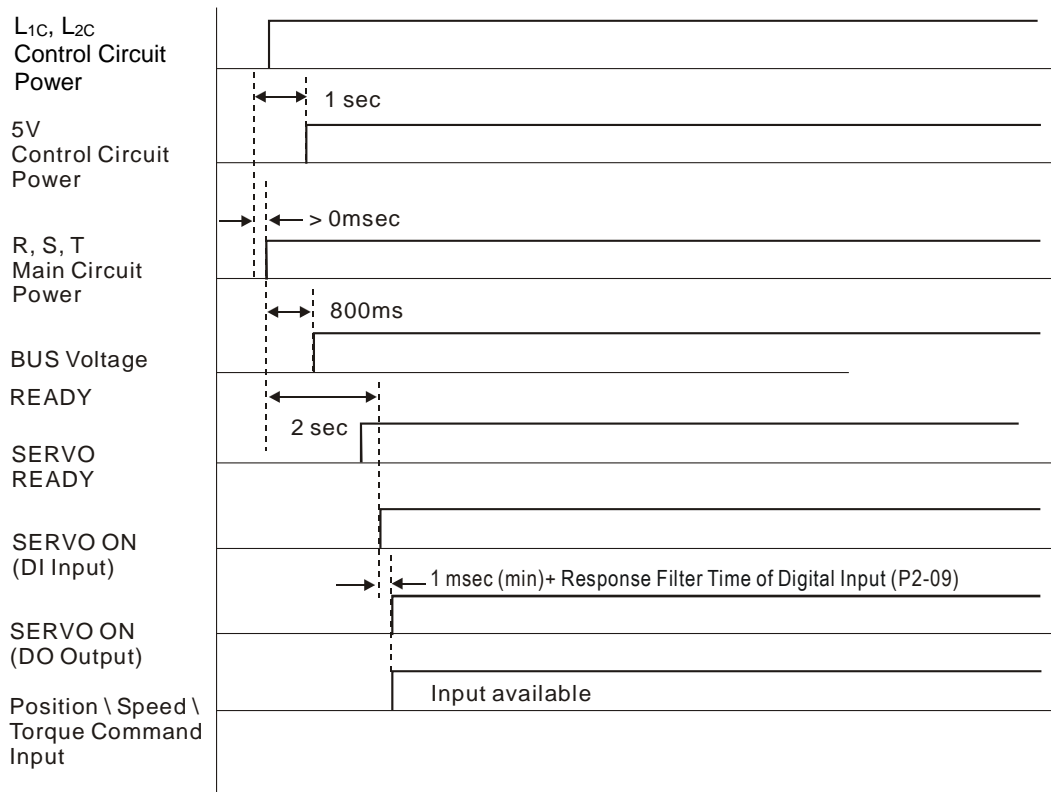 L1C, L2C
Control Circuit
Power
1 sec
5V
Control Circuit
Power
> 0msec
R, S, T
Main Circuit
Power
800ms
BUS Voltage
READY
2 sec
SERVO
READY
SERVO ON
(DI Input)
1 msec (min)+ Response Filter Time of Digital Input (P2-09)
SERVO ON
(DO Output)
Input available
Position \ Speed \
Torque Command
Input